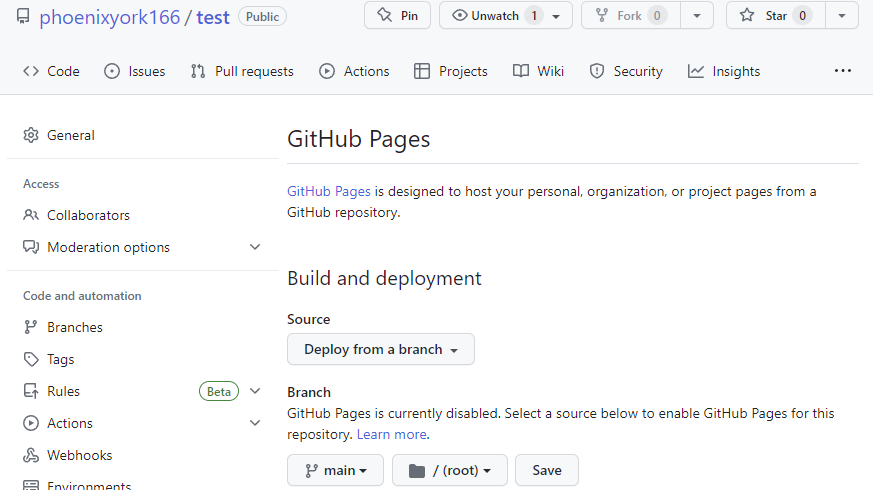 phoenixyork166 / test Public Pin Unwatch 1 Fork 0 Star 0
Code Issues Pull requests Actions Projects Wiki Security Insights ...
General
Access
Collaborators
Moderation options
Code and automation
Branches
Tags
Rules Beta
Actions
Webhooks
Environments
GitHub Pages
GitHub Pages is designed to host your personal, organization, or project pages from a
GitHub repository.
Build and deployment
Source
Deploy from a branch
Branch
GitHub Pages is currently disabled. Select a source below to enable GitHub Pages for this
repository. Learn more.
main / (root) Save